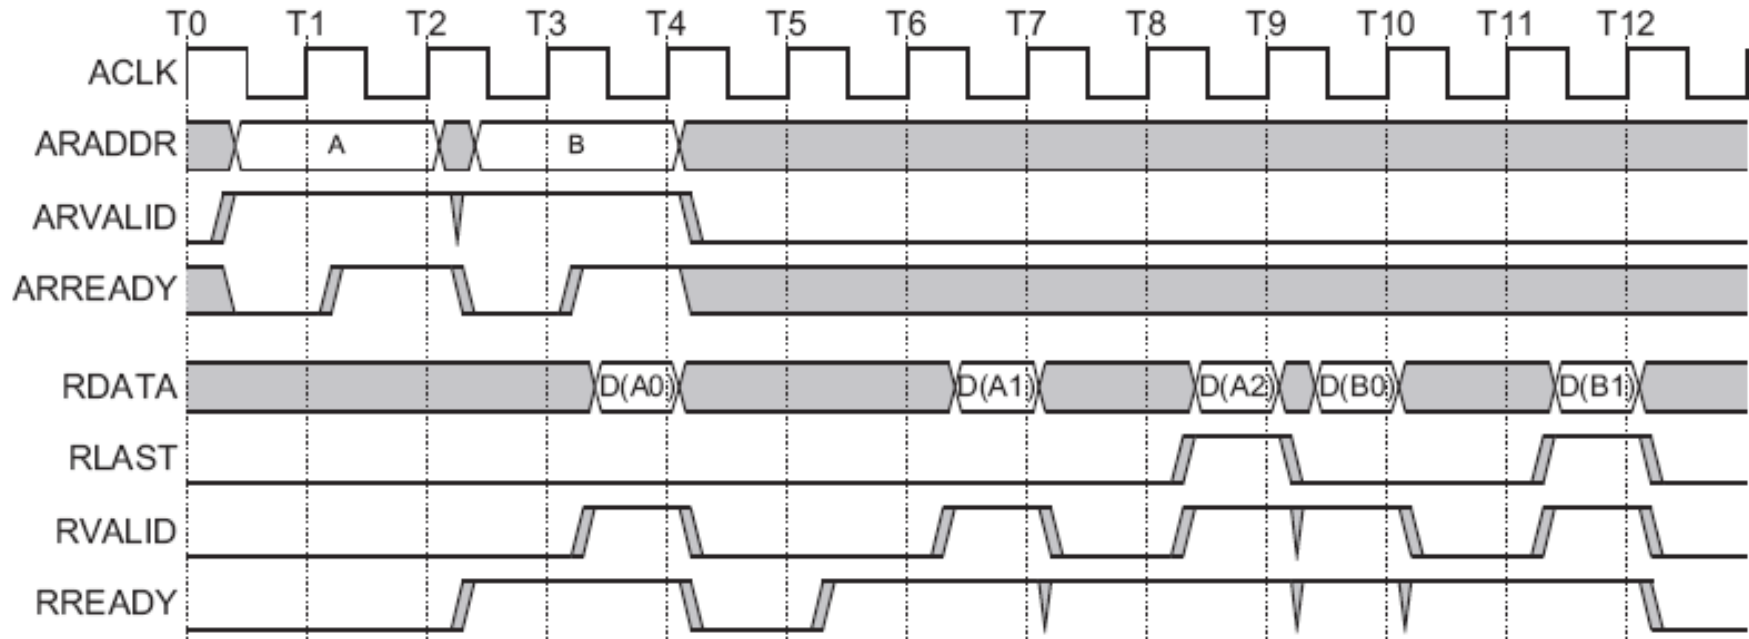 T0 T1 T2 T3 T4 T5 T6 T7 T8 T9 T10 T11 T12
ACLK
ARADDR A B
ARVALID
ARREADY
RDATA D(A0) D(A1) D(A2) D(B0) D(B1)
RLAST
RVALID
RREADY